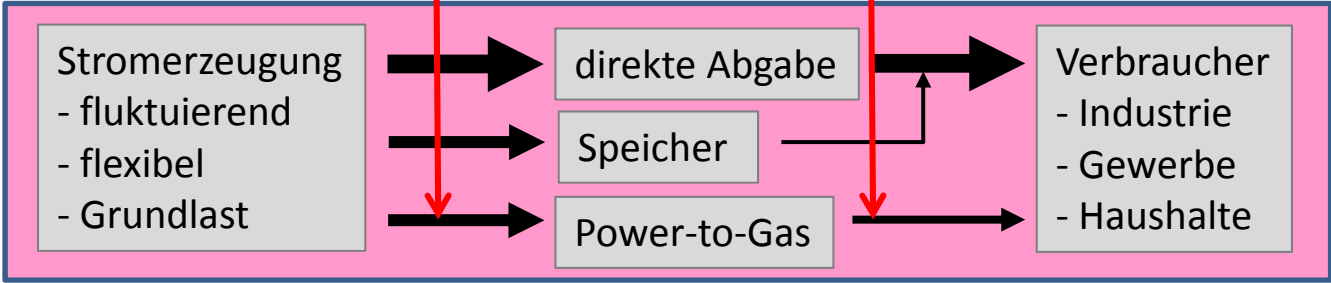 Stromerzeugung
- fluktuierend
- flexibel
- Grundlast
direkte Abgabe
Speicher
Power-to-Gas
Verbraucher
- Industrie
- Gewerbe
- Haushalte